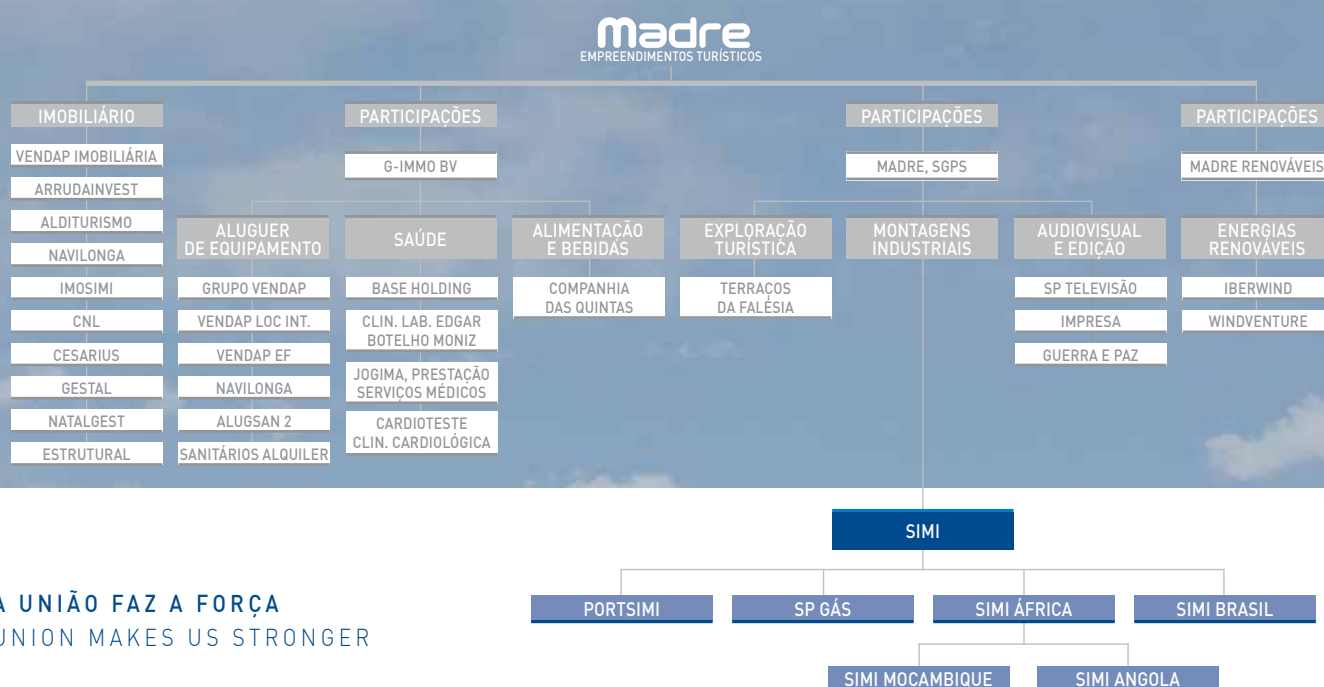 Madre
EMPREENDIMENTOS TURÍSTICOS
IMOBILIÁRIO
VENDAP IMOBILIÁRIA
ARRUDAINVEST
ALDITURISMO
NAVILONGA
IMOSIMI
CNL
CESARIUS
GESTAL
NATALGEST
ESTRUTURAL
PARTICIPAÇÕES
G-IMMO BV
ALUGUER
DE EQUIPAMENTO
GRUPO VENDAP
VENDAP LOC INT.
VENDAP EF
NAVILONGA
ALUGSAN 2
SANITÁRIOS ALQUILER
SAÚDE
BASE HOLDING
CLIN. LAB. EDGAR
BOTELHO MONIZ
JOGIMA, PRESTAÇÃO
SERVIÇOS MÉDICOS
CARDIOTESTE
CLIN. CARDIOLÓGICA
ALIMENTAÇÃO
E BEBIDAS
COMPANHIA
DAS QUINTAS
PARTICIPAÇÕES
MADRE, SGPS
EXPLORAÇÃO
TURÍSTICA
TERRAÇOS
DA FALÉSIA
MONTAGENS
INDUSTRIAIS
AUDIOVISUAL
E EDIÇÃO
SP TELEVISÃO
IMPRESA
GUERRA E PAZ
PARTICIPAÇÕES
MADRE RENOVÁVEIS
ENERGIAS
RENOVÁVEIS
IBERWIND
WINDVENTURE
SIMI
PORTSIMI
SP GÁS
SIMI ÁFRICA
SIMI BRASIL
SIMI MOÇAMBIQUE
SIMI ANGOLA
A UNIÃO FAZ A FORÇA
UNION MAKES US STRONGER